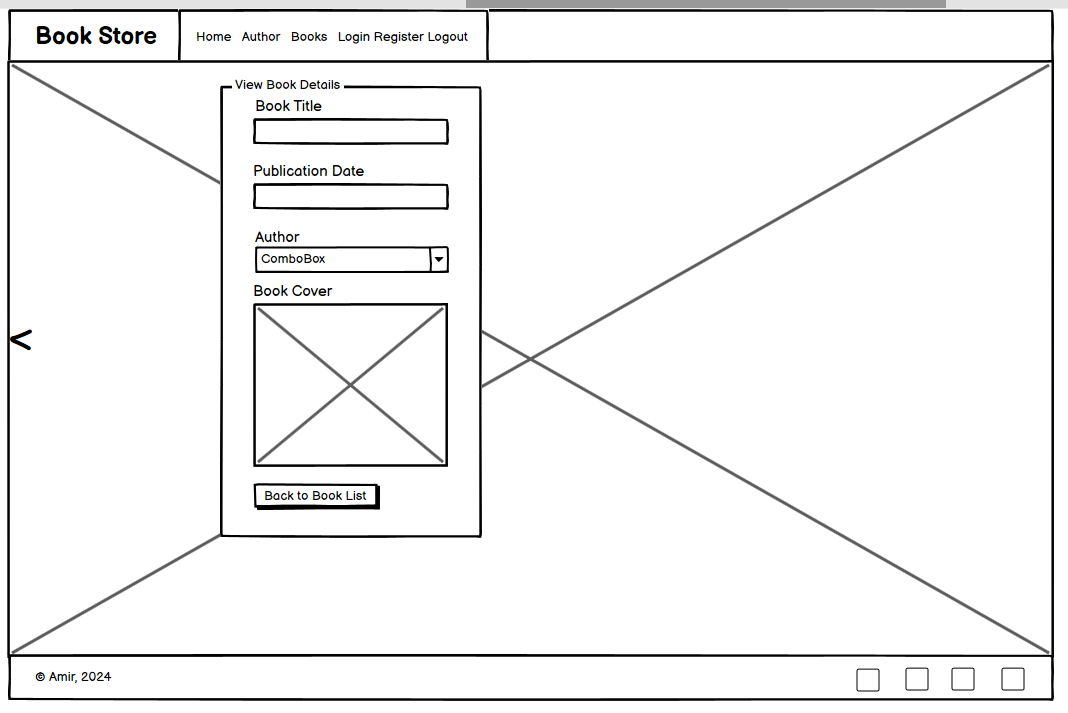 Book Store
Home Author Books Login Register Logout
View Book Details
Book Title
Publication Date
Author
ComboBox
Book Cover
<
Back to Book List
© Amir, 2024